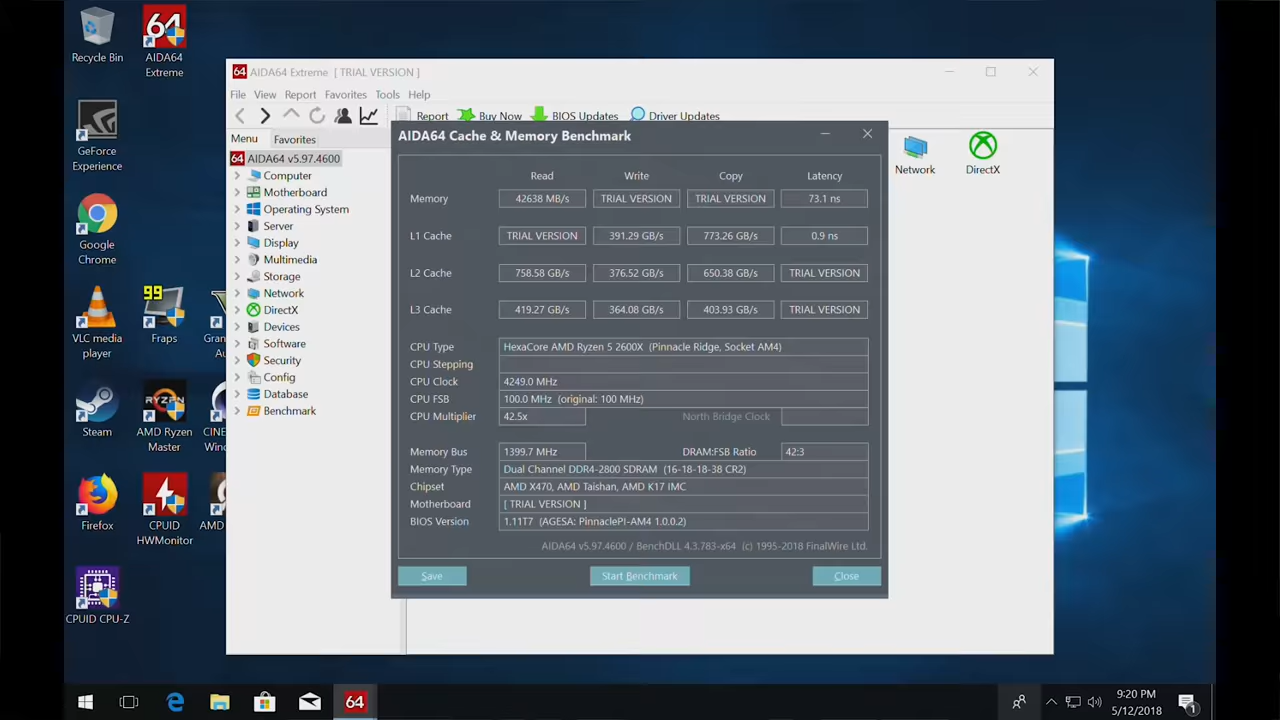 Recycle Bin
64
AIDA64
Extreme
GeForce
Experience
Google
Chrome
VLC media
player
99
Fraps
Steam
RYZEN
AMD Ryzen
Master
Firefox
CPUID
HWMonitor
AMD
CPUID CPU-Z
64 AIDA64 Extreme [ TRIAL VERSION ]
File View Report Favorites Tools Help
Report Buy Now BIOS Updates Driver Updates
Menu Favorites
64 AIDA64 v5.97.4600
Computer
Motherboard
Operating System
Server
Display
Multimedia
Storage
Network
DirectX
Devices
Software
Security
Config
Database
Benchmark
Network DirectX
AIDA64 Cache & Memory Benchmark
Read Write Copy Latency
Memory 42638 MB/s TRIAL VERSION TRIAL VERSION 73.1 ns
L1 Cache TRIAL VERSION 391.29 GB/s 773.26 GB/s 0.9 ns
L2 Cache 758.58 GB/s 376.52 GB/s 650.38 GB/s TRIAL VERSION
L3 Cache 419.27 GB/s 364.08 GB/s 403.93 GB/s TRIAL VERSION
CPU Type HexaCore AMD Ryzen 5 2600X (Pinnacle Ridge, Socket AM4)
CPU Stepping
CPU Clock 4249.0 MHz
CPU FSB 100.0 MHz (original: 100 MHz)
CPU Multiplier 42.5x North Bridge Clock
Memory Bus 1399.7 MHz DRAM:FSB Ratio 42:3
Memory Type Dual Channel DDR4-2800 SDRAM (16-18-18-38 CR2)
Chipset AMD X470, AMD Taishan, AMD K17 IMC
Motherboard [ TRIAL VERSION ]
BIOS Version 1.11T7 (AGESA: PinnaclePI-AM4 1.0.0.2)
AIDA64 v5.97.4600 / BenchDLL 4.3.783-x64 (c) 1995-2018 FinalWire Ltd.
Save Start Benchmark Close
64
9:20 PM
5/12/2018
1